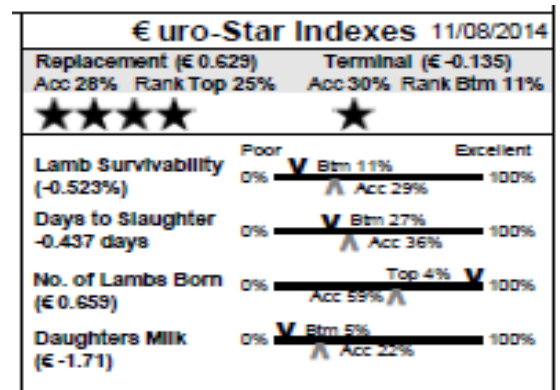 € uro-Star Indexes 11/08/2014
Replacement (€ 0.629) Terminal (€ -0.135)
Acc 28% Rank Top 25% Acc 30% Rank Btm 11%
Poor Excellent
Lamb Survivability 0% Btm 11% 100%
(-0.523%) Acc 29%
Days to Slaughter 0% Btm 27% 100%
-0.437 days Acc 36%
No. of Lambs Born 0% Top 4% 100%
(€ 0.659) Acc 59%
Daughters Milk 0% Btm 5% 100%
(€ -1.71) Acc 22%